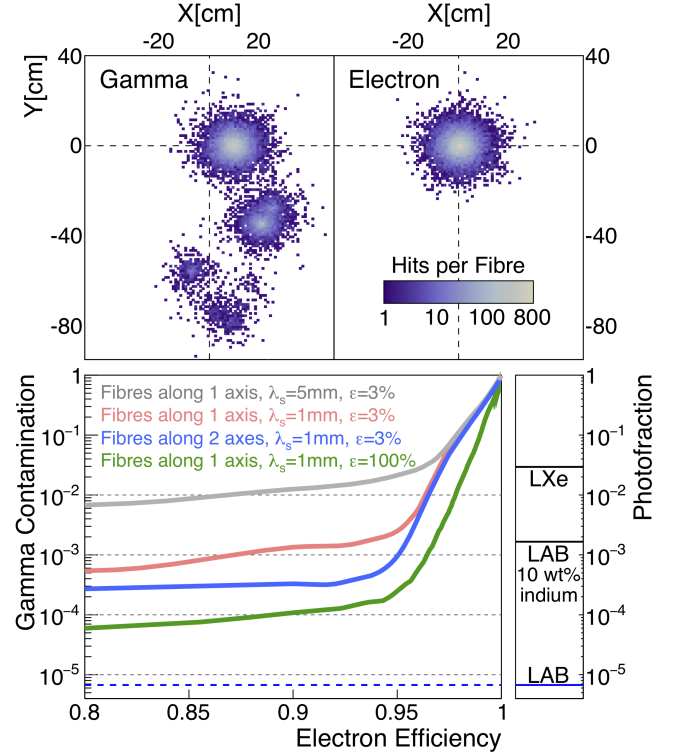 X[cm] X[cm]
-20 20 -20 20
Y[cm]
40 40
Gamma Electron
0 0
-40 -40
Hits per Fibre
1 10 100 800
-80 -80
1 1
Fibres along 1 axis, λs=5mm, ε=3%
Fibres along 1 axis, λs=1mm, ε=3%
Fibres along 2 axes, λs=1mm, ε=3%
Fibres along 1 axis, λs=1mm, ε=100%
Gamma Contamination
10⁻¹ 10⁻¹
10⁻² 10⁻²
10⁻³ 10⁻³
10⁻⁴ 10⁻⁴
10⁻⁵ 10⁻⁵
LXe
LAB
10 wt%
indium
LAB
Photofraction
0.8 0.85 0.9 0.95 1
Electron Efficiency